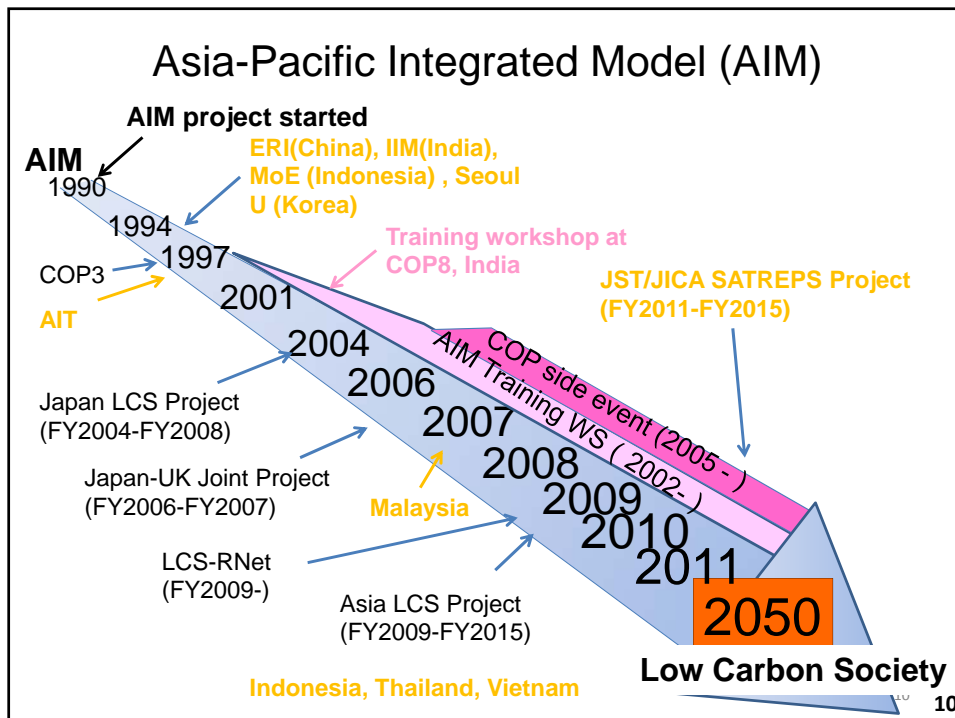 Asia-Pacific Integrated Model (AIM)
AIM project started
AIM
ERI(China), IIM(India),
MoE (Indonesia) , Seoul
U (Korea)
1990
1994
1997
COP3
AIT
Training workshop at
COP8, India
JST/JICA SATREPS Project
(FY2011-FY2015)
2001
2004
2006
2007
2008
2009
2010
2011
COP side event (2005 - )
AIM Training WS ( 2002- )
Japan LCS Project
(FY2004-FY2008)
Japan-UK Joint Project
(FY2006-FY2007)
Malaysia
LCS-RNet
(FY2009-)
Asia LCS Project
(FY2009-FY2015)
2050
Low Carbon Society
Indonesia, Thailand, Vietnam
10
10